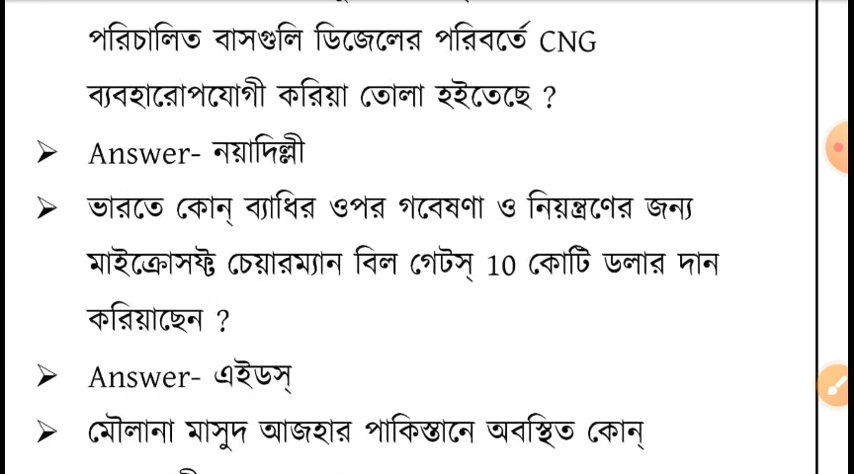 পরিচালিত বাসগুলি ডিজেলের পরিবর্তে CNG
ব্যবহারোপযোগী করিয়া তোলা হইতেছে ?
➢ Answer- নয়াদিল্লী
➢ ভারতে কোন্ ব্যাধির ওপর গবেষণা ও নিয়ন্ত্রণের জন্য
মাইক্রোসফ্ট চেয়ারম্যান বিল গেটস্ 10 কোটি ডলার দান
করিয়াছেন ?
➢ Answer- এইডস্
➢ মৌলানা মাসুদ আজহার পাকিস্তানে অবস্থিত কোন্